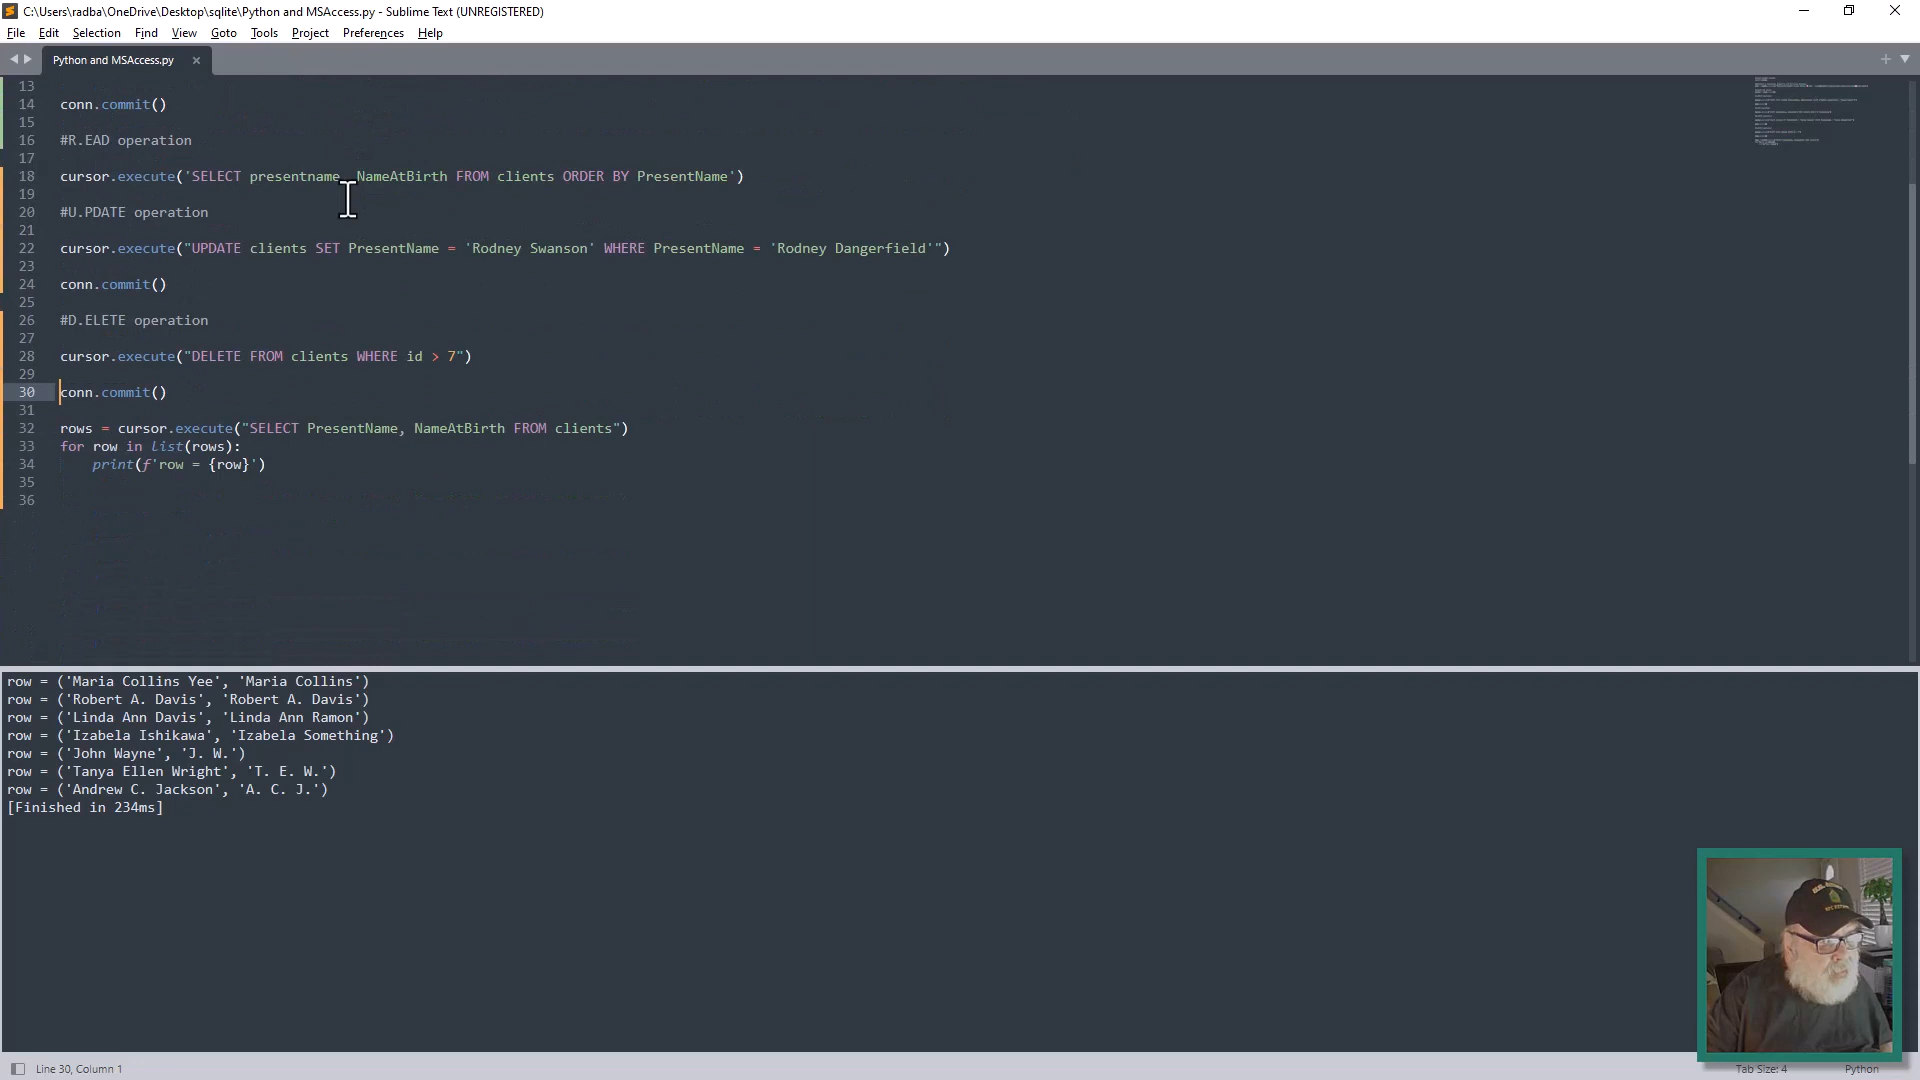 C:\Users\radba\OneDrive\Desktop\sqlite\Python and MSAccess.py - Sublime Text (UNREGISTERED)
File Edit Selection Find View Goto Tools Project Preferences Help
Python and MSAccess.py
13
14 conn.commit()
15
16 #R.EAD operation
17
18 cursor.execute('SELECT presentname, NameAtBirth FROM clients ORDER BY PresentName')
19
20 #U.PDATE operation
21
22 cursor.execute("UPDATE clients SET PresentName = 'Rodney Swanson' WHERE PresentName = 'Rodney Dangerfield'")
23
24 conn.commit()
25
26 #D.ELETE operation
27
28 cursor.execute("DELETE FROM clients WHERE id > 7")
29
30 conn.commit()
31
32 rows = cursor.execute("SELECT PresentName, NameAtBirth FROM clients")
33 for row in list(rows):
34     print(f'row = {row}')
35
36
row = ('Maria Collins Yee', 'Maria Collins')
row = ('Robert A. Davis', 'Robert A. Davis')
row = ('Linda Ann Davis', 'Linda Ann Ramon')
row = ('Izabela Ishikawa', 'Izabela Something')
row = ('John Wayne', 'J. W.')
row = ('Tanya Ellen Wright', 'T. E. W.')
row = ('Andrew C. Jackson', 'A. C. J.')
[Finished in 234ms]
Line 30, Column 1
Tab Size: 4 Python